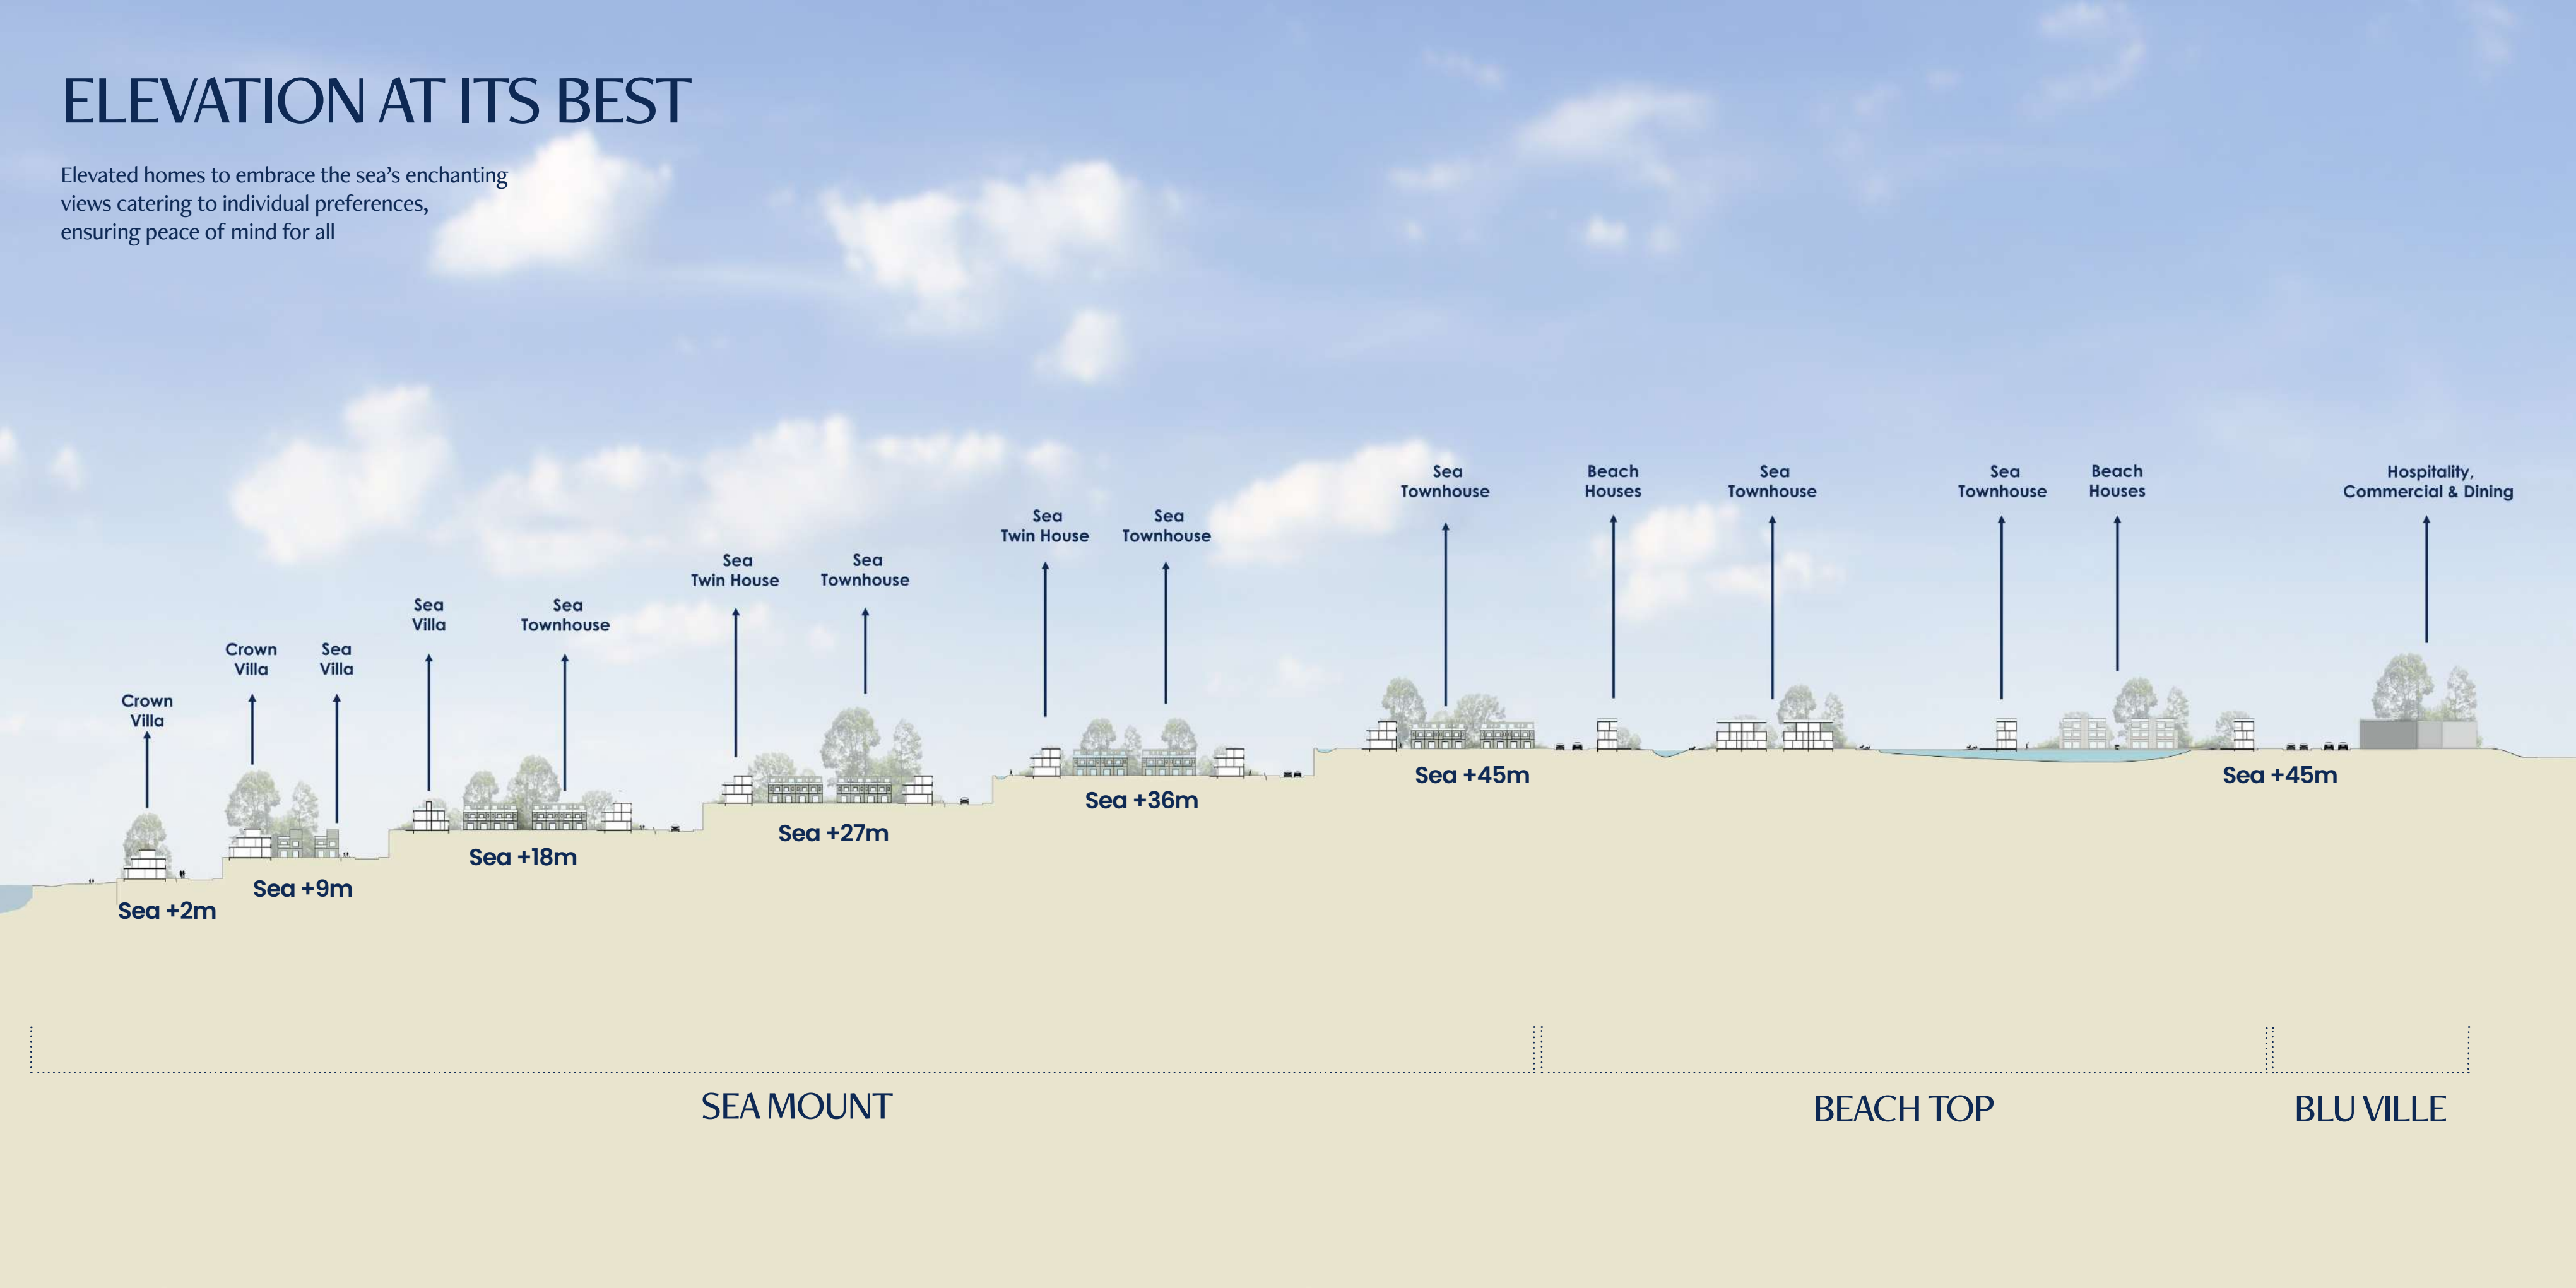 ELEVATION AT ITS BEST
Elevated homes to embrace the sea's enchanting
views catering to individual preferences,
ensuring peace of mind for all
Crown
Villa
Crown
Villa
Sea
Villa
Sea
Villa
Sea
Townhouse
Sea
Twin House
Sea
Townhouse
Sea
Twin House
Sea
Townhouse
Sea
Townhouse
Beach
Houses
Sea
Townhouse
Sea
Townhouse
Beach
Houses
Hospitality,
Commercial & Dining
Sea +2m
Sea +9m
Sea +18m
Sea +27m
Sea +36m
Sea +45m
Sea +45m
SEA MOUNT
BEACH TOP
BLU VILLE